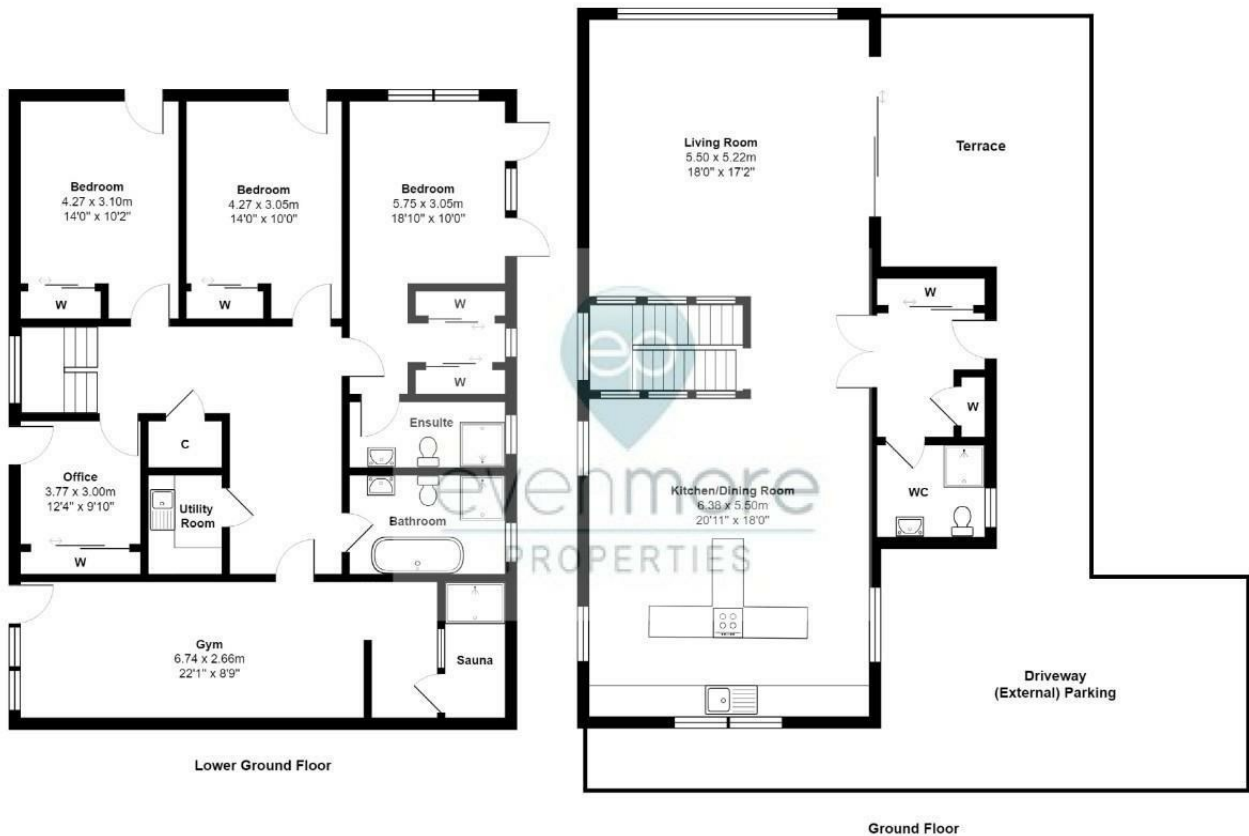 Bedroom
4.27 x 3.10m
14'0" x 10'2"
W
Bedroom
4.27 x 3.05m
14'0" x 10'0"
W
Bedroom
5.75 x 3.05m
18'10" x 10'0"
W
W
Ensuite
C
Office
3.77 x 3.00m
12'4" x 9'10"
W
Utility
Room
Bathroom
Gym
6.74 x 2.66m
22'1" x 8'9"
Sauna
Lower Ground Floor
Living Room
5.50 x 5.22m
18'0" x 17'2"
Terrace
W
W
WC
Kitchen/Dining Room
6.38 x 5.50m
20'11" x 18'0"
Driveway
(External) Parking
Ground Floor
eo
evenmore
PROPERTIES